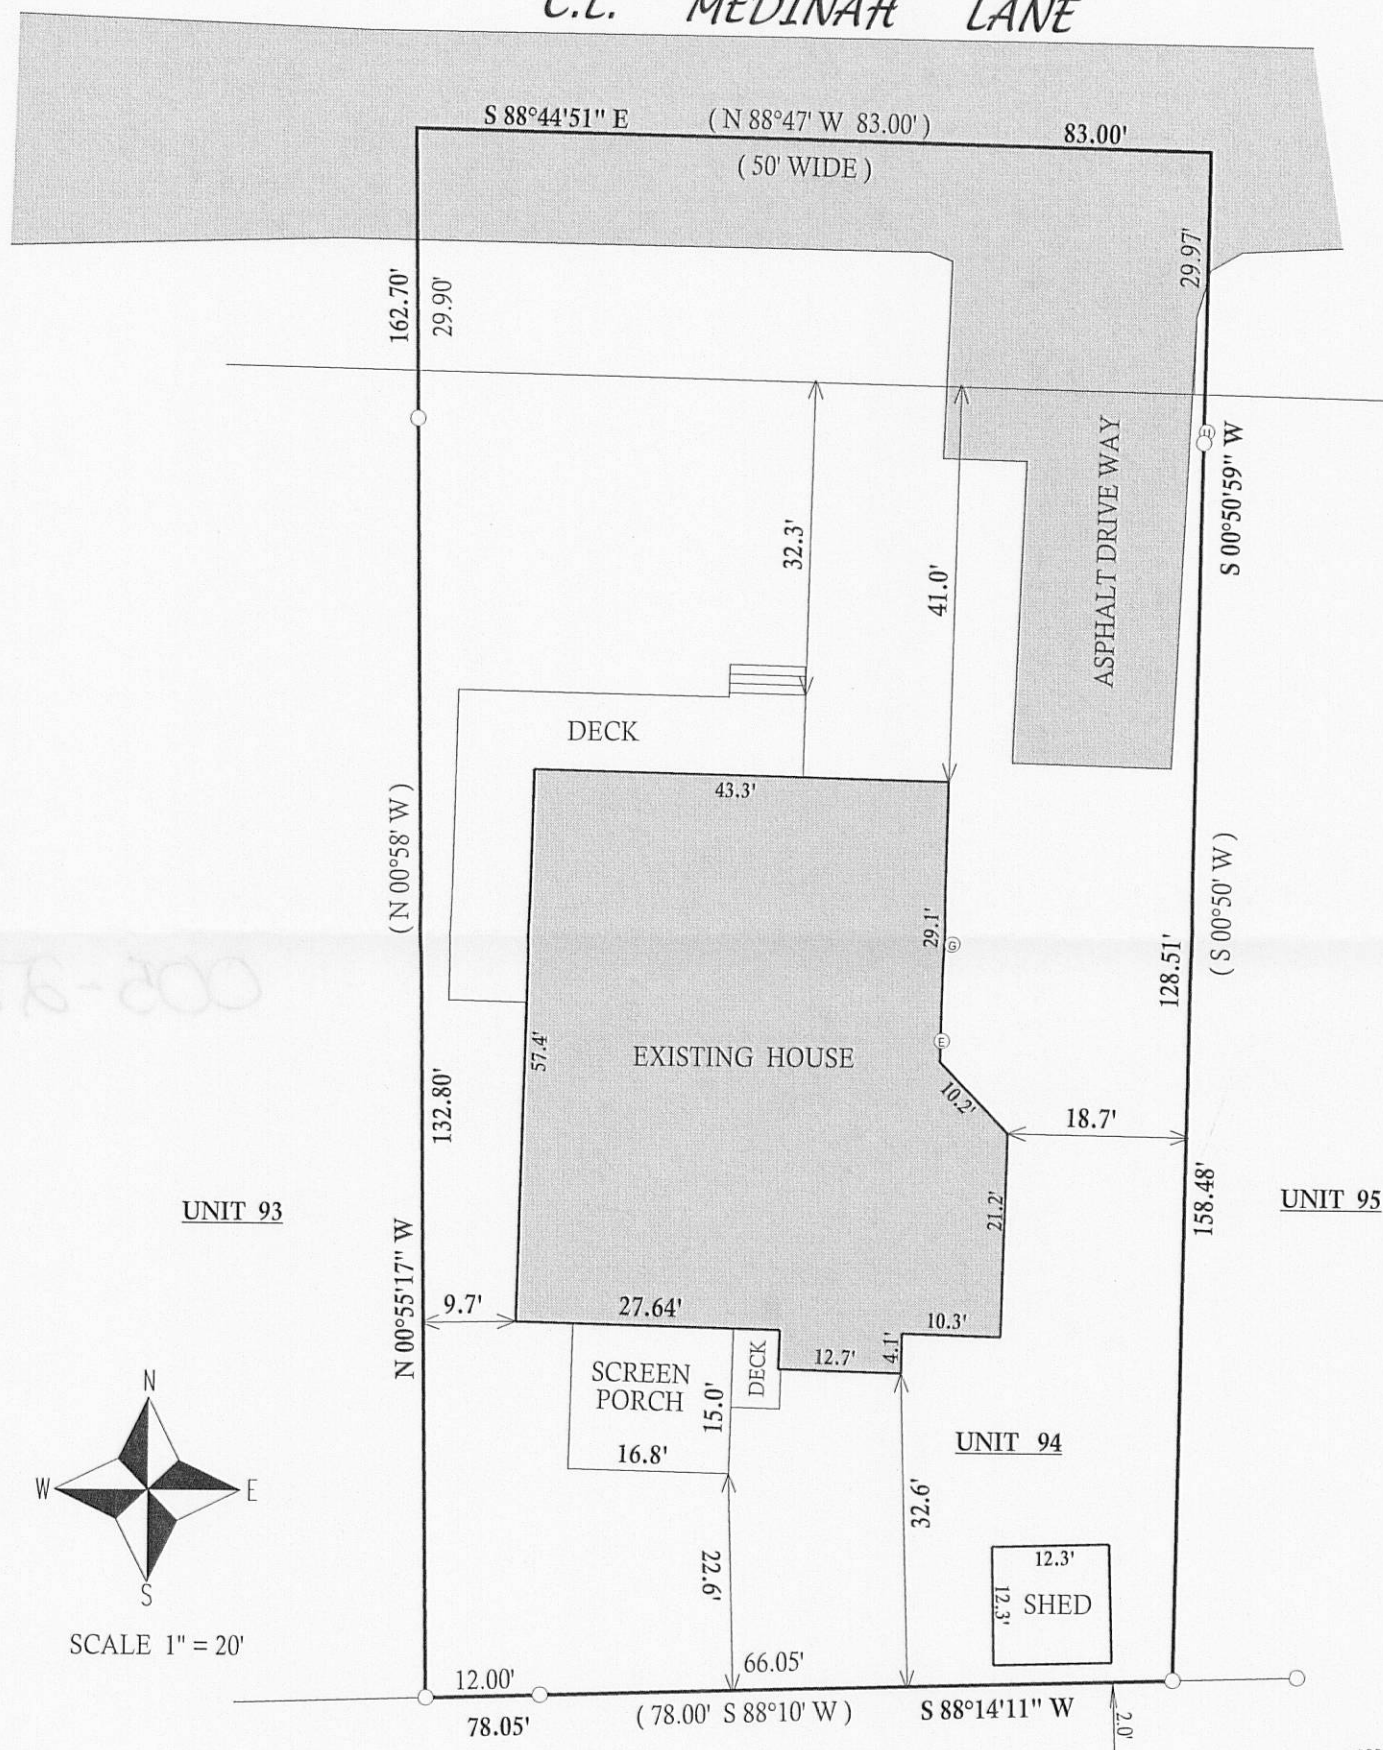 C.L. MEDINAH LANE
S 88°44'51" E ( N 88°47' W 83.00' ) 83.00'
( 50' WIDE )
162.70'
29.90'
29.97'
32.3'
41.0'
ASPHALT DRIVE WAY
S 00°50'59" W
DECK
43.3'
( N 00°58' W )
29.1'
G
( S 00°50' W )
128.51'
E
E
57.4'
EXISTING HOUSE
10.2'
132.80'
18.7'
UNIT 93
21.2'
158.48'
UNIT 95
N 00°55'17" W
9.7'
27.64'
10.3'
4.1'
12.7'
SCREEN
PORCH
DECK
15.0'
16.8'
UNIT 94
N
W
E
S
SCALE 1" = 20'
32.6'
22.6'
12.3'
12.3'
SHED
12.00'
66.05'
78.05'
( 78.00' S 88°10' W )
S 88°14'11" W
2.0'